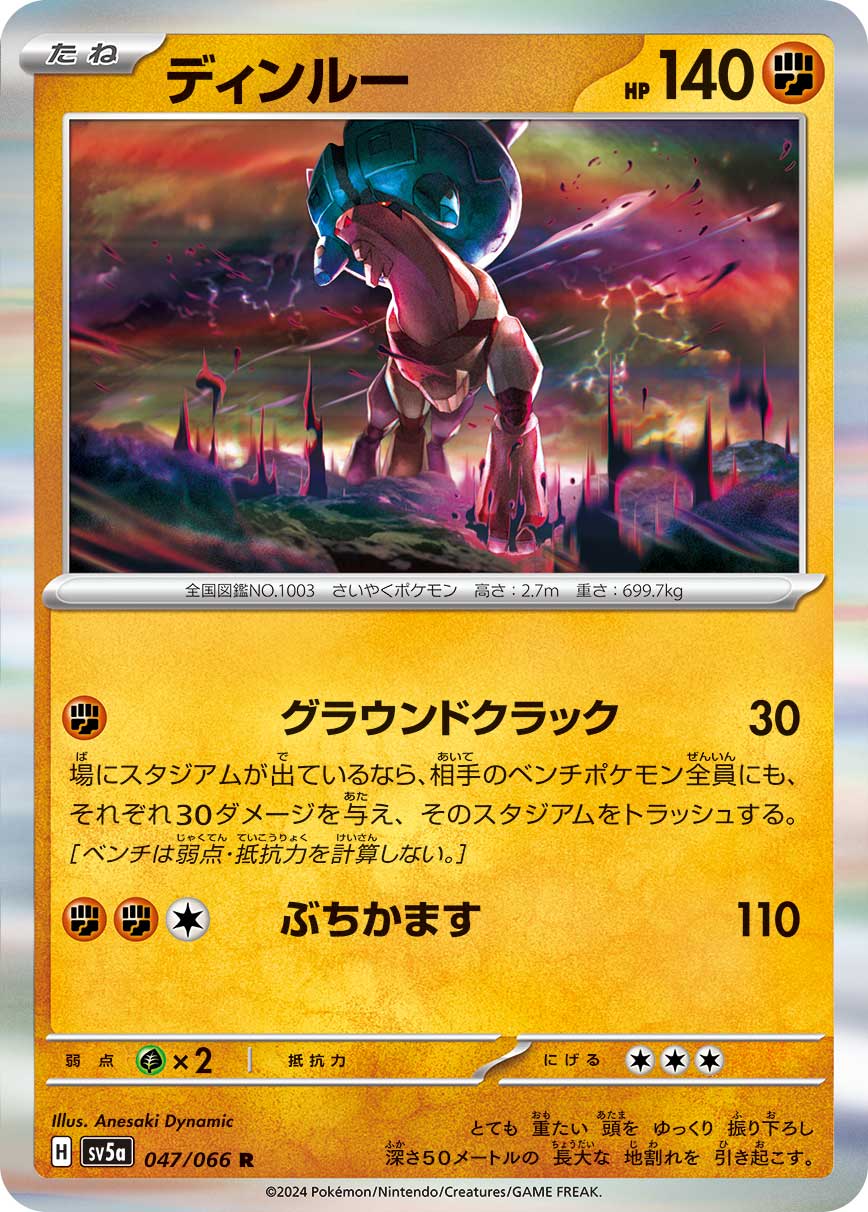 たね ディンルー HP 140
全国図鑑NO.1003 さいやくポケモン 高さ：2.7m 重さ：699.7kg
グラウンドクラック 30
場にスタジアムが出ているなら、相手のベンチポケモン全員にも、
それぞれ30ダメージを与え、そのスタジアムをトラッシュする。
［ベンチは弱点・抵抗力を計算しない。］
ぶちかます 110
弱点 ×2 抵抗力 にげる
Illus. Anesaki Dynamic
とても 重たい 頭を ゆっくり 振り下ろし
深さ50メートルの 長大な 地割れを 引き起こす。
H sv5a 047/066 R
©2024 Pokémon/Nintendo/Creatures/GAME FREAK.